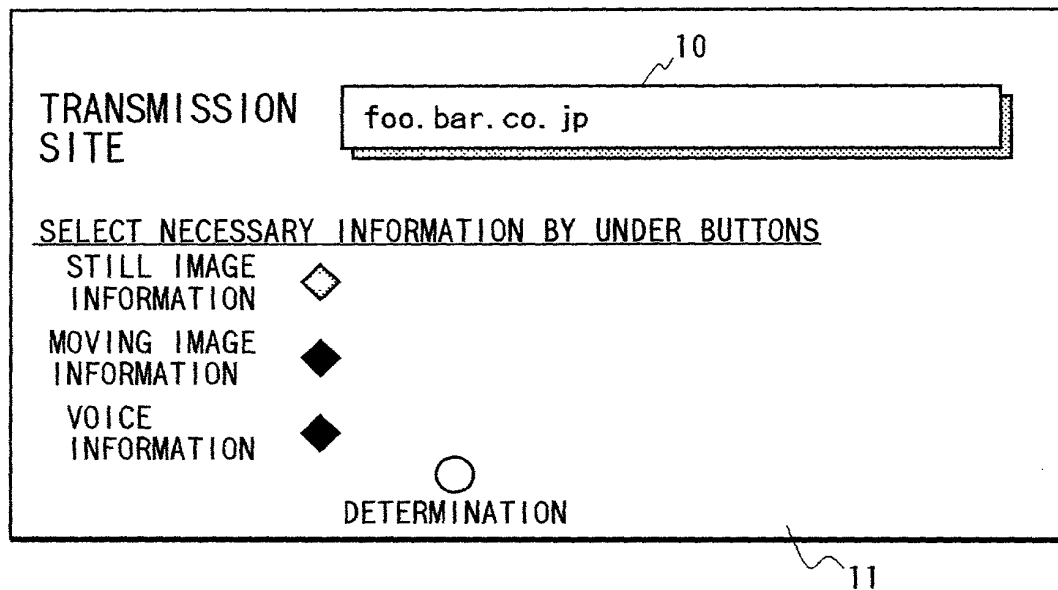 10
TRANSMISSION
SITE
foo.bar.co.jp
SELECT NECESSARY INFORMATION BY UNDER BUTTONS
STILL IMAGE
INFORMATION
MOVING IMAGE
INFORMATION
VOICE
INFORMATION
DETERMINATION
11